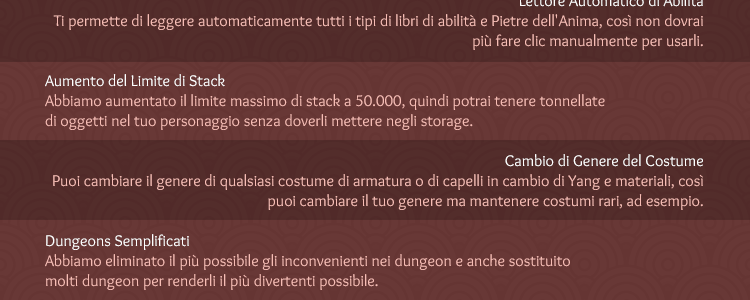 Lettore Automatico di Abilità
Ti permette di leggere automaticamente tutti i tipi di libri di abilità e Pietre dell'Anima, così non dovrai
più fare clic manualmente per usarli.
Aumento del Limite di Stack
Abbiamo aumentato il limite massimo di stack a 50.000, quindi potrai tenere tonnellate
di oggetti nel tuo personaggio senza doverli mettere negli storage.
Cambio di Genere del Costume
Puoi cambiare il genere di qualsiasi costume di armatura o di capelli in cambio di Yang e materiali, così
puoi cambiare il tuo genere ma mantenere costumi rari, ad esempio.
Dungeons Semplificati
Abbiamo eliminato il più possibile gli inconvenienti nei dungeon e anche sostituito
molti dungeon per renderli il più divertenti possibile.